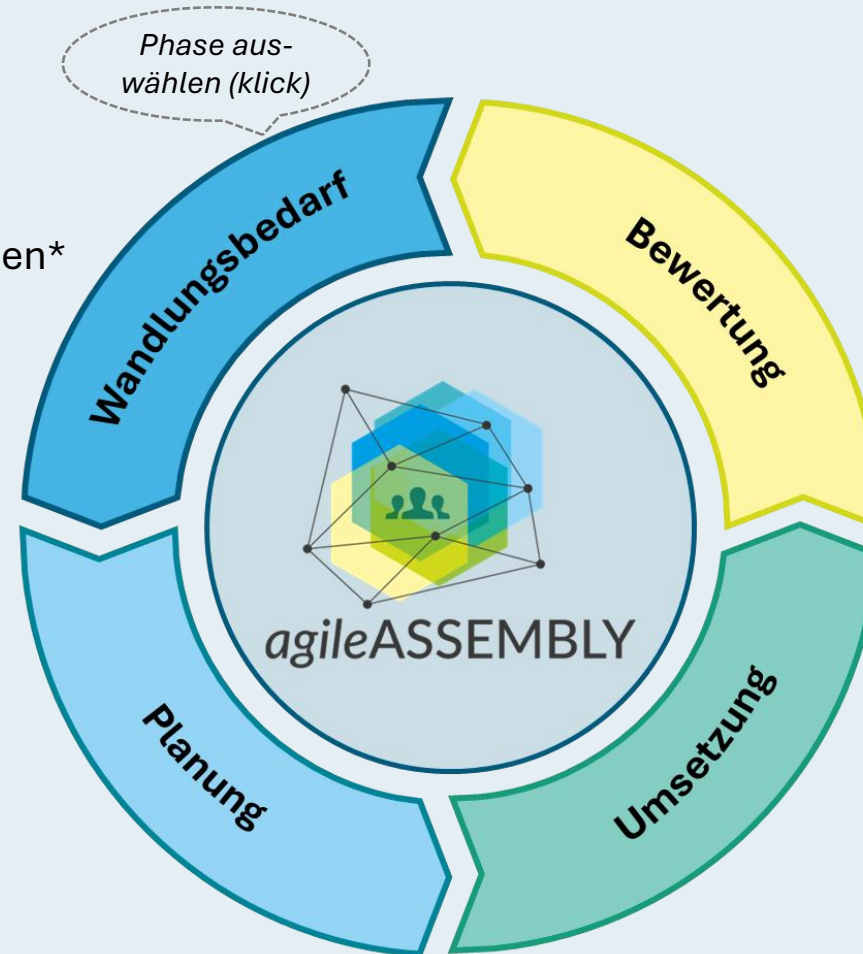 Phase aus-
wählen (klick)
en*
Wandlungsbedarf
Bewertung
agileASSEMBLY
Planung
Umsetzung